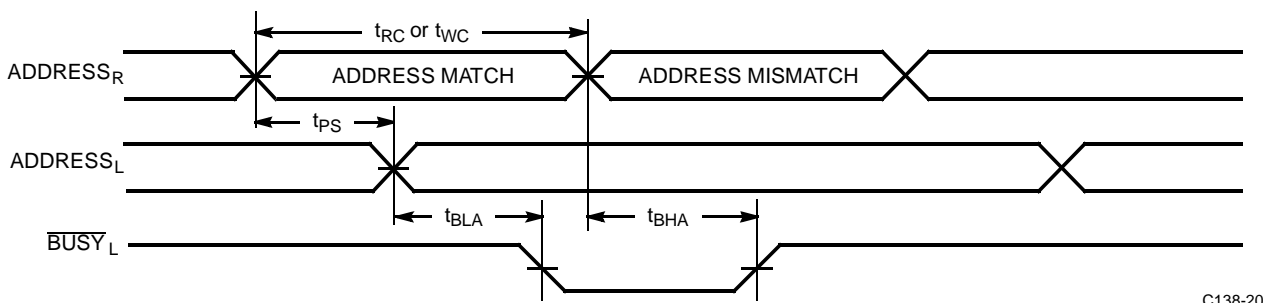 tRC or tWC
ADDRESSR
ADDRESS MATCH
ADDRESS MISMATCH
tPS
ADDRESSL
tBLA
tBHA
BUSYL
C138-20